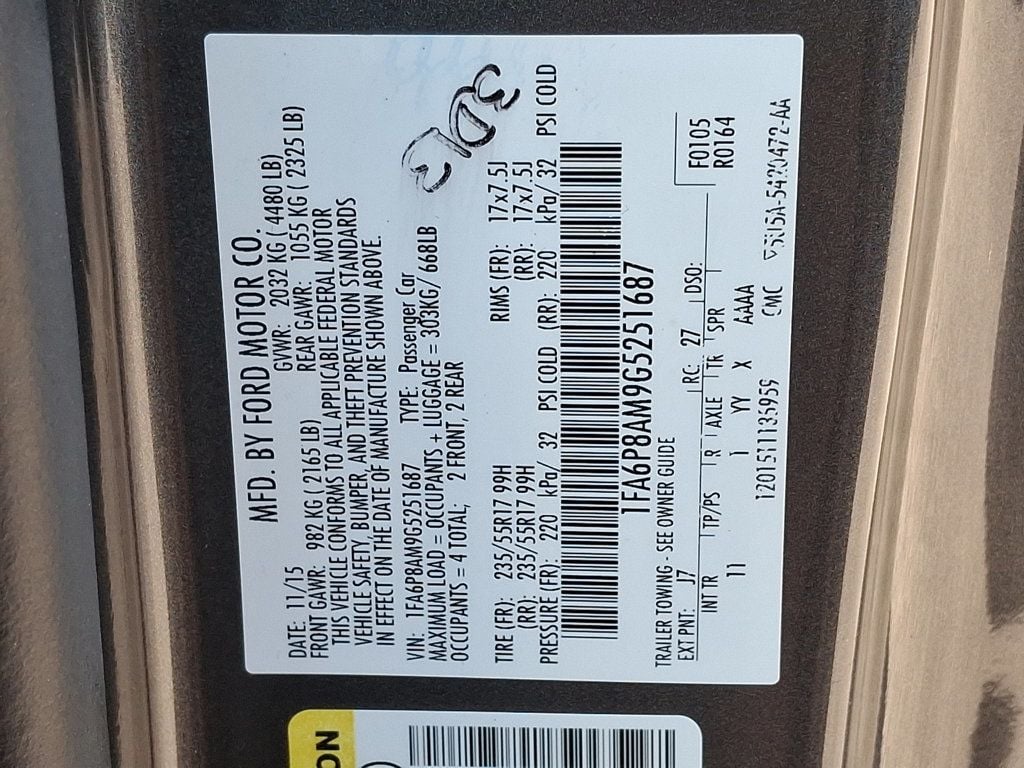 MFD. BY FORD MOTOR CO.
DATE: 11/15 GVWR: 2032 KG ( 4480 LB)
FRONT GAWR: 982 KG ( 2165 LB) REAR GAWR: 1055 KG ( 2325 LB)
THIS VEHICLE CONFORMS TO ALL APPLICABLE FEDERAL MOTOR
VEHICLE SAFETY, BUMPER, AND THEFT PREVENTION STANDARDS
IN EFFECT ON THE DATE OF MANUFACTURE SHOWN ABOVE.
VIN: 1FA6P8AM9G5251687 TYPE: Passenger Car
MAXIMUM LOAD = OCCUPANTS + LUGGAGE = 303KG/ 668LB
OCCUPANTS = 4 TOTAL; 2 FRONT, 2 REAR
TIRE (FR): 235/55R17 99H RIMS (FR): 17x7.5J
(RR): 235/55R17 99H (RR): 17x7.5J
PRESSURE (FR): 220 kPa/ 32 PSI COLD (RR): 220 kPa/ 32 PSI COLD
1FA6P8AM9G5251687
TRAILER TOWING - SEE OWNER GUIDE
EXT PNT: J7 RC: 27 DSO:
F0105
R0164
INT TR TP/PS R AXLE TR SPR
11 1 YY X AAAA
1201511135959 CMC
ON